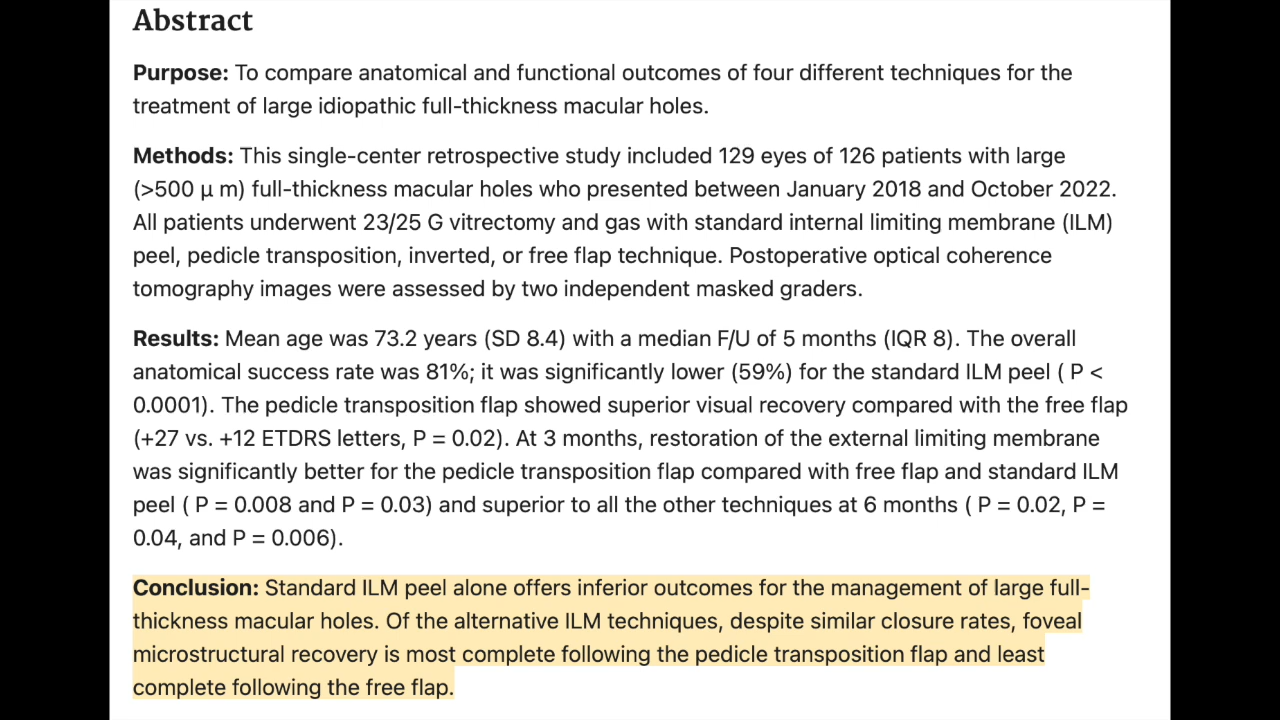 Abstract
Purpose: To compare anatomical and functional outcomes of four different techniques for the
treatment of large idiopathic full-thickness macular holes.
Methods: This single-center retrospective study included 129 eyes of 126 patients with large
(>500 μ m) full-thickness macular holes who presented between January 2018 and October 2022.
All patients underwent 23/25 G vitrectomy and gas with standard internal limiting membrane (ILM)
peel, pedicle transposition, inverted, or free flap technique. Postoperative optical coherence
tomography images were assessed by two independent masked graders.
Results: Mean age was 73.2 years (SD 8.4) with a median F/U of 5 months (IQR 8). The overall
anatomical success rate was 81%; it was significantly lower (59%) for the standard ILM peel ( P <
0.0001). The pedicle transposition flap showed superior visual recovery compared with the free flap
(+27 vs. +12 ETDRS letters, P = 0.02). At 3 months, restoration of the external limiting membrane
was significantly better for the pedicle transposition flap compared with free flap and standard ILM
peel ( P = 0.008 and P = 0.03) and superior to all the other techniques at 6 months ( P = 0.02, P =
0.04, and P = 0.006).
Conclusion: Standard ILM peel alone offers inferior outcomes for the management of large full-
thickness macular holes. Of the alternative ILM techniques, despite similar closure rates, foveal
microstructural recovery is most complete following the pedicle transposition flap and least
complete following the free flap.